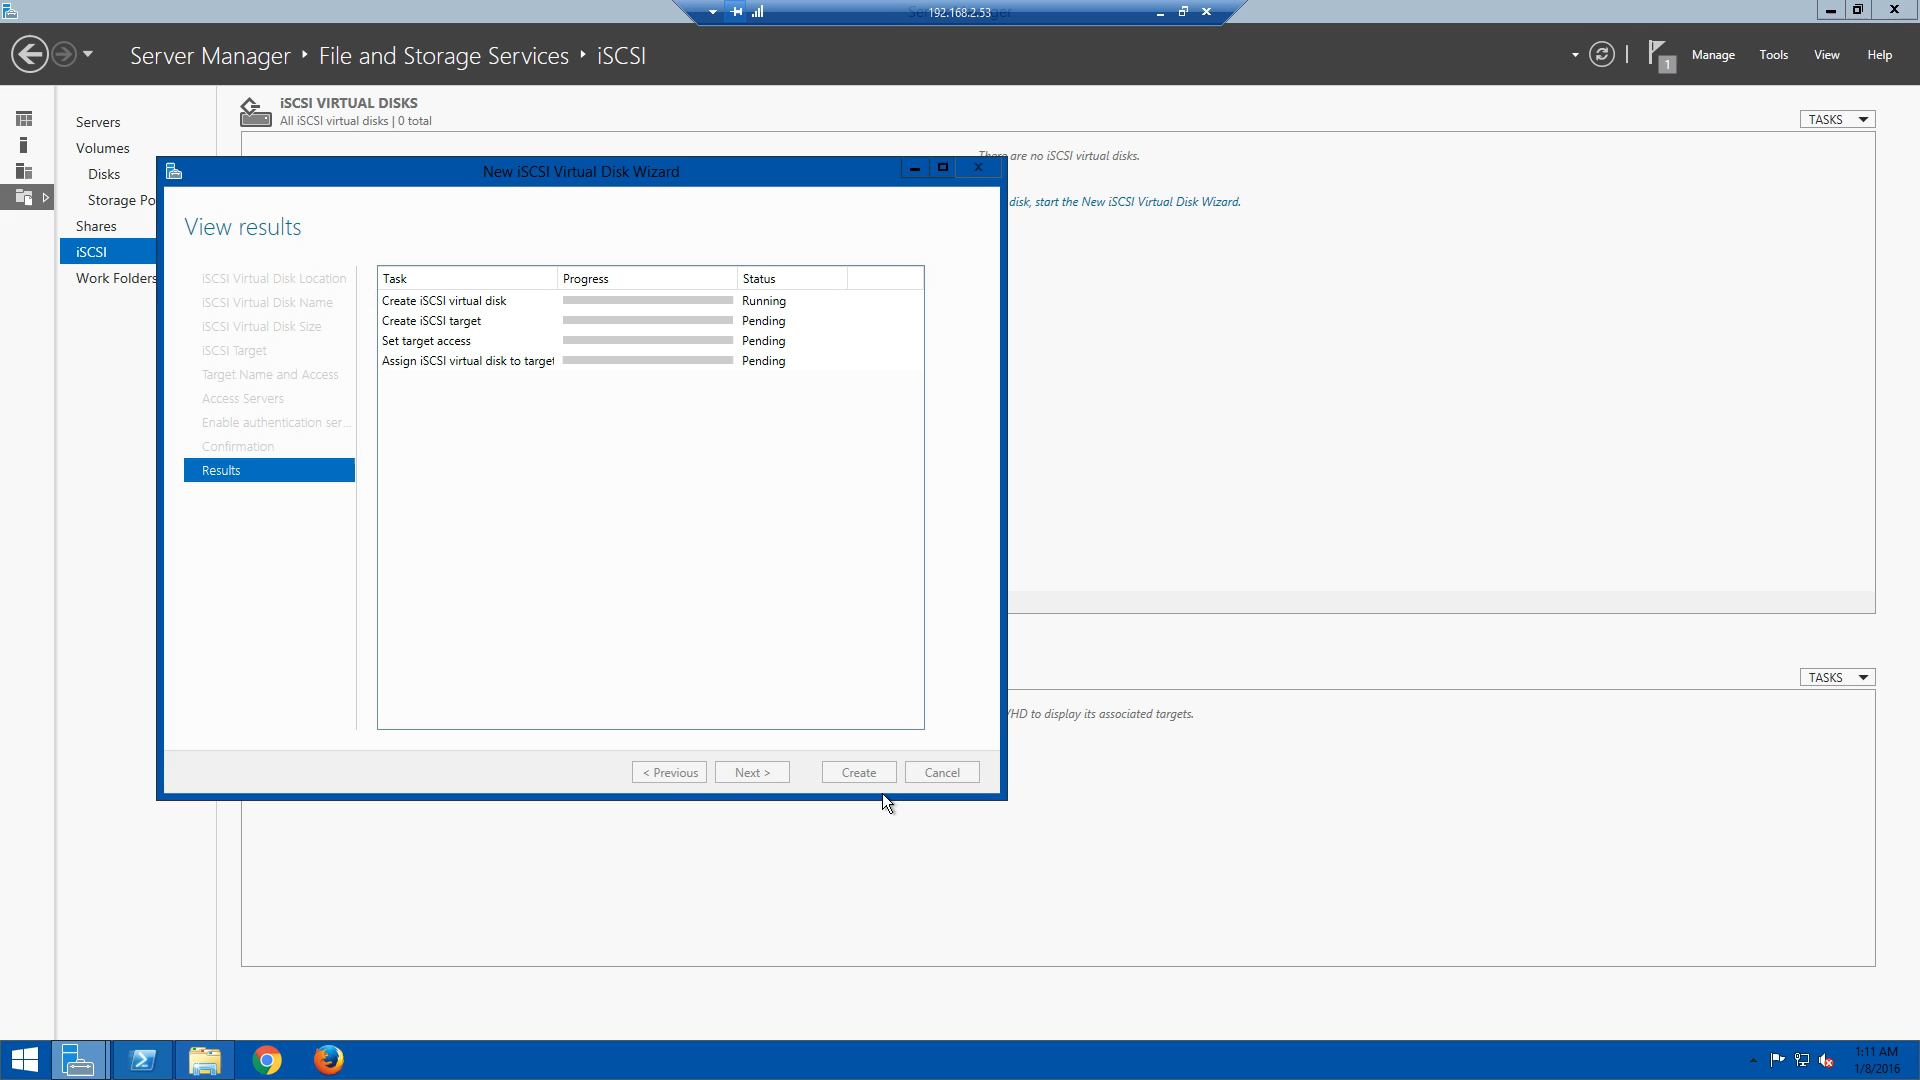 192.168.2.53
Server Manager ‣ File and Storage Services ‣ iSCSI
1
Manage
Tools
View
Help
Servers
Volumes
Disks
Storage Po
Shares
iSCSI
Work Folders
iSCSI VIRTUAL DISKS
All iSCSI virtual disks | 0 total
TASKS
There are no iSCSI virtual disks.
disk, start the New iSCSI Virtual Disk Wizard.
New iSCSI Virtual Disk Wizard
View results
iSCSI Virtual Disk Location
iSCSI Virtual Disk Name
iSCSI Virtual Disk Size
iSCSI Target
Target Name and Access
Access Servers
Enable authentication ser...
Confirmation
Results
Task Progress Status
Create iSCSI virtual disk Running
Create iSCSI target Pending
Set target access Pending
Assign iSCSI virtual disk to target Pending
< Previous
Next >
Create
Cancel
TASKS
VHD to display its associated targets.
1:11 AM
1/8/2016